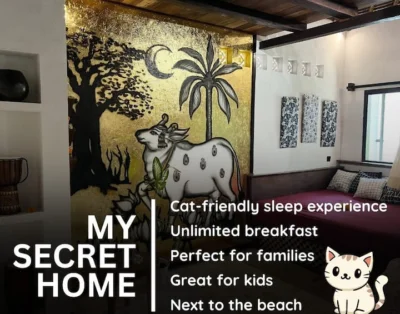 MY
SECRET
HOME
Cat-friendly sleep experience
Unlimited breakfast
Perfect for families
Great for kids
Next to the beach